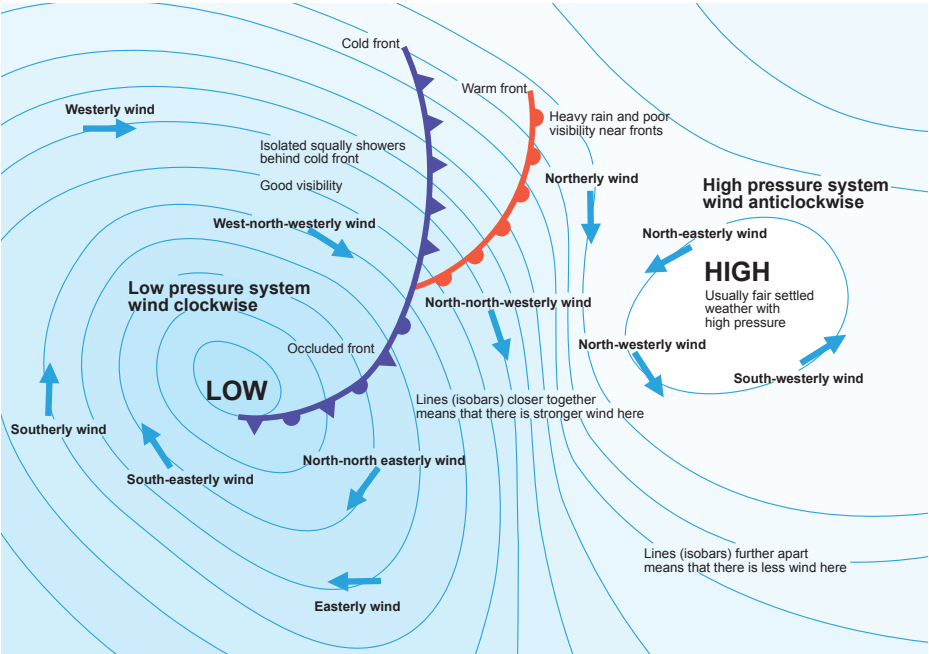 Cold front
Warm front
Westerly wind
Heavy rain and poor
visibility near fronts
Isolated squally showers
behind cold front
Good visibility
Northerly wind
High pressure system
wind anticlockwise
West-north-westerly wind
North-easterly wind
HIGH
Usually fair settled
weather with
high pressure
Low pressure system
wind clockwise
North-north-westerly wind
Occluded front
North-westerly wind
South-westerly wind
LOW
Lines (isobars) closer together
means that there is stronger wind here
Southerly wind
North-north easterly wind
South-easterly wind
Lines (isobars) further apart
means that there is less wind here
Easterly wind